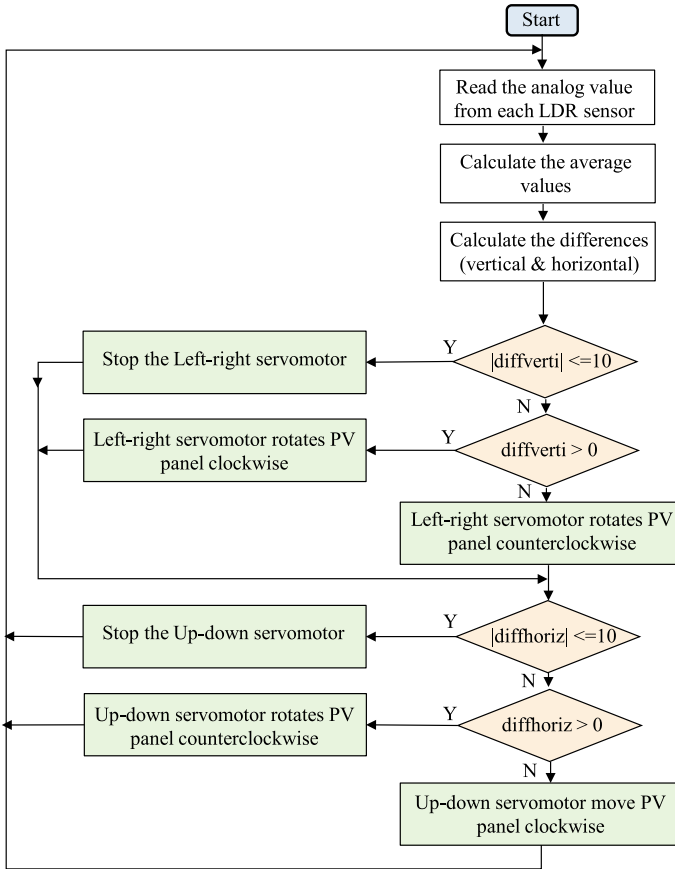 Start
Read the analog value
from each LDR sensor
Calculate the average
values
Calculate the differences
(vertical & horizontal)
|diffverti| <=10
Y
Stop the Left-right servomotor
N
diffverti > 0
Y
Left-right servomotor rotates PV
panel clockwise
N
Left-right servomotor rotates PV
panel counterclockwise
|diffhoriz| <=10
Y
Stop the Up-down servomotor
N
diffhoriz > 0
Y
Up-down servomotor rotates PV
panel counterclockwise
N
Up-down servomotor move PV
panel clockwise